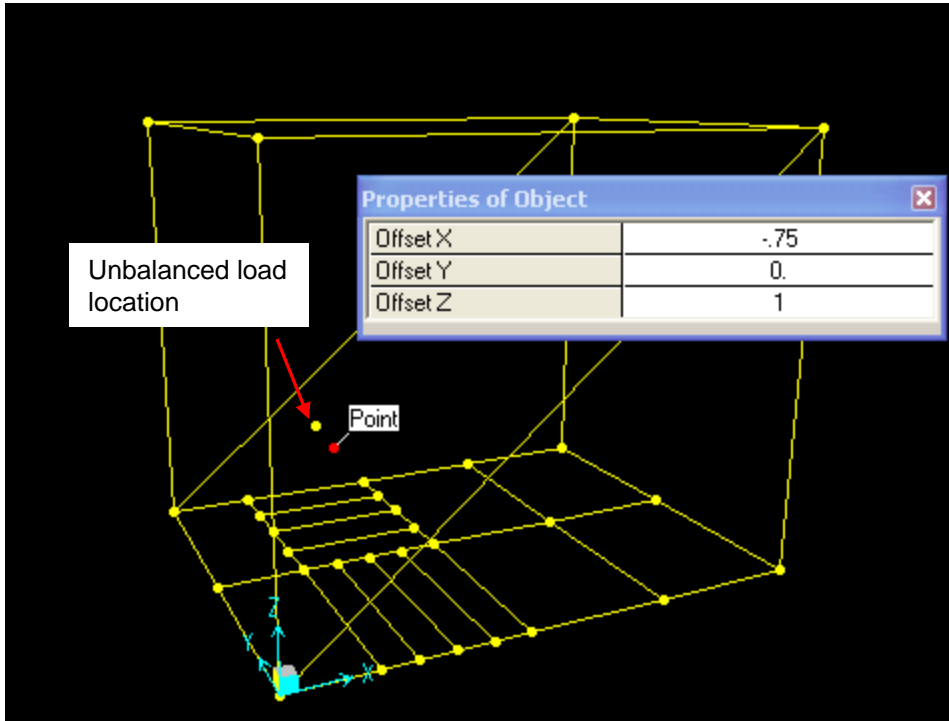 Properties of Object
Offset X -.75
Offset Y 0.
Offset Z 1
Unbalanced load
location
Point
Z
Y
X